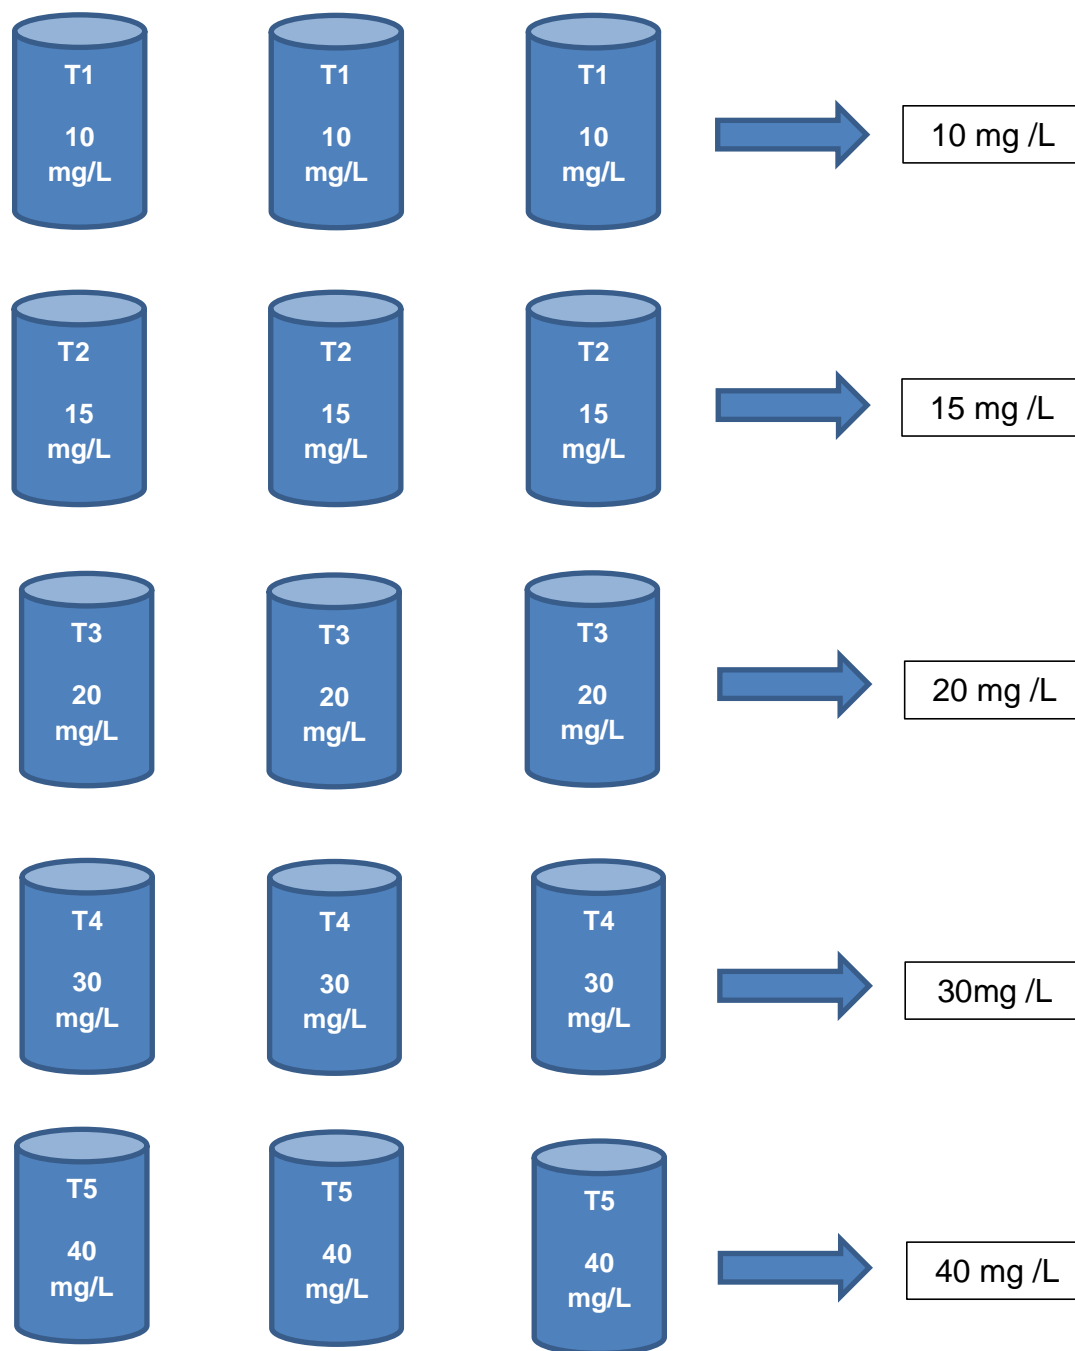 T1 T1 T1
10 10 10 10 mg /L
mg/L mg/L mg/L
T2 T2 T2
15 15 15 15 mg /L
mg/L mg/L mg/L
T3 T3 T3
20 20 20 20 mg /L
mg/L mg/L mg/L
T4 T4 T4
30 30 30 30mg /L
mg/L mg/L mg/L
T5 T5 T5
40 40 40 40 mg /L
mg/L mg/L mg/L